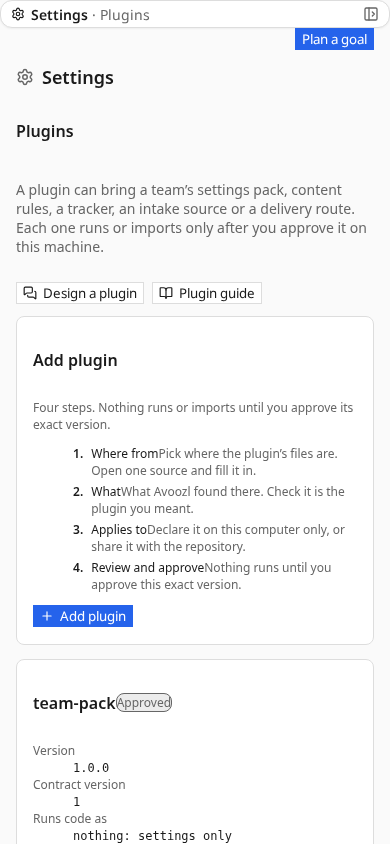 Settings · Plugins
Plan a goal
Settings
Plugins
A plugin can bring a team’s settings pack, content
rules, a tracker, an intake source or a delivery route.
Each one runs or imports only after you approve it on
this machine.
Design a plugin
Plugin guide
Add plugin
Four steps. Nothing runs or imports until you approve its
exact version.
1. Where fromPick where the plugin’s files are.
Open one source and fill it in.
2. WhatWhat Avoozl found there. Check it is the
plugin you meant.
3. Applies toDeclare it on this computer only, or
share it with the repository.
4. Review and approveNothing runs until you
approve this exact version.
+ Add plugin
team-packApproved
Version
1.0.0
Contract version
1
Runs code as
nothing: settings only